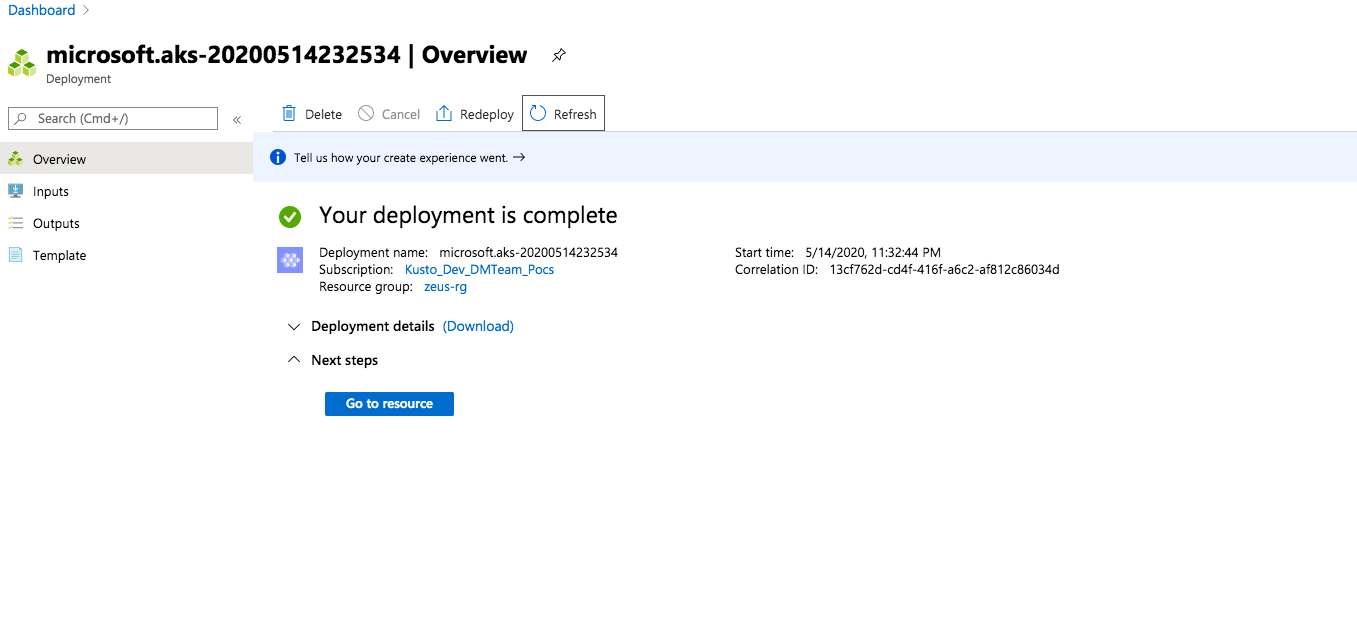 Dashboard
microsoft.aks-20200514232534 | Overview
Deployment
Search (Cmd+/)
Delete
Cancel
Redeploy
Refresh
Tell us how your create experience went.
Overview
Inputs
Outputs
Template
Your deployment is complete
Deployment name: microsoft.aks-20200514232534
Subscription: Kusto_Dev_DMTeam_Pocs
Resource group: zeus-rg
Start time: 5/14/2020, 11:32:44 PM
Correlation ID: 13cf762d-cd4f-416f-a6c2-af812c86034d
Deployment details (Download)
Next steps
Go to resource